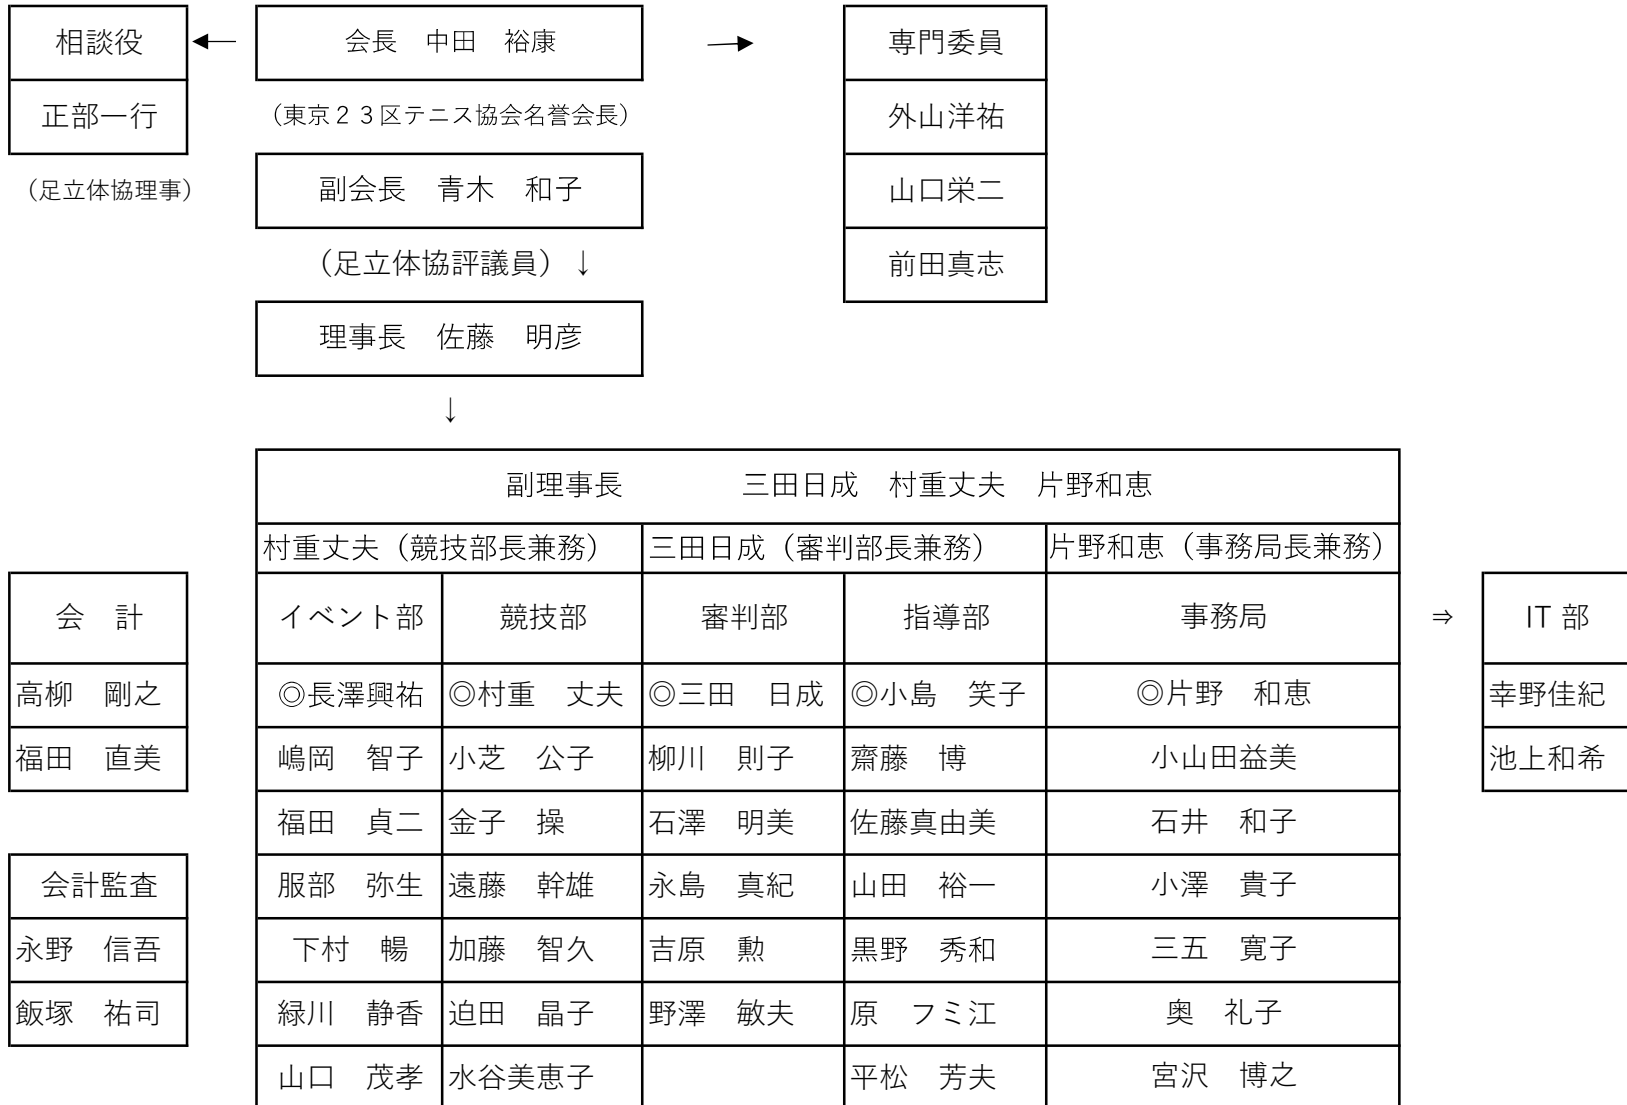 相談役 ← 会長　中田　裕康 → 専門委員
正部一行 （東京２３区テニス協会名誉会長） 外山洋祐
（足立体協理事） 副会長　青木　和子 山口栄二
（足立体協評議員）↓ 前田真志
理事長　佐藤　明彦
↓
副理事長　　　　三田日成　村重丈夫　片野和恵
村重丈夫（競技部長兼務） 三田日成（審判部長兼務） 片野和恵（事務局長兼務）
会　計 イベント部 競技部 審判部 指導部 事務局 ⇒ IT 部
高柳　剛之 ◎長澤興祐 ◎村重　丈夫 ◎三田　日成 ◎小島　笑子 ◎片野　和恵 幸野佳紀
福田　直美 嶋岡　智子 小芝　公子 柳川　則子 齋藤　博 小山田益美 池上和希
福田　貞二 金子　操 石澤　明美 佐藤真由美 石井　和子
会計監査 服部　弥生 遠藤　幹雄 永島　真紀 山田　裕一 小澤　貴子
永野　信吾 下村　暢 加藤　智久 吉原　勲 黒野　秀和 三五　寛子
飯塚　祐司 緑川　静香 迫田　晶子 野澤　敏夫 原　フミ江 奥　礼子
山口　茂孝 水谷美恵子 平松　芳夫 宮沢　博之